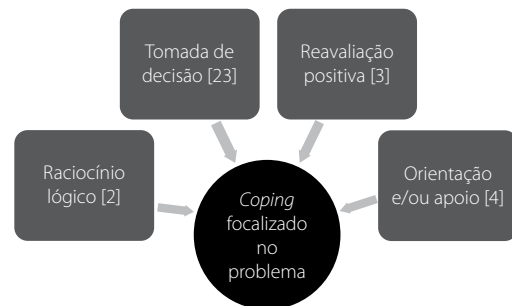 Tomada de
decisão [23]
Reavaliação
positiva [3]
Raciocínio
lógico [2]
Orientação
e/ou apoio [4]
Coping
focalizado
no
problema